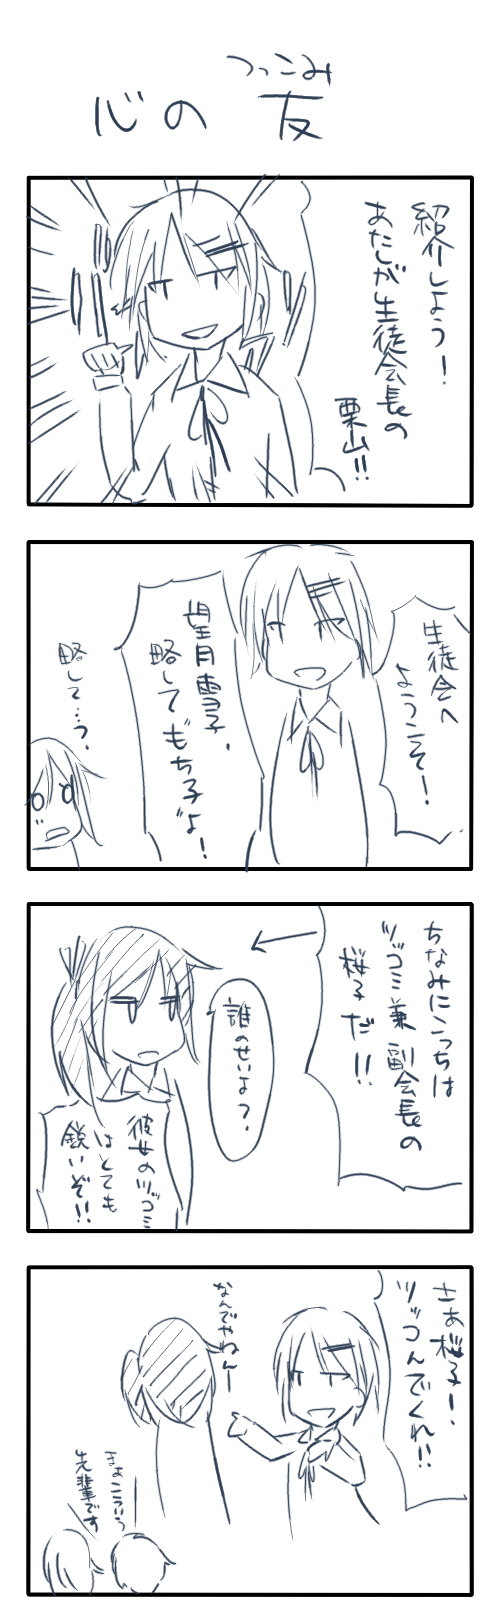 つっこみ
心の友
紹介しよう!
あたしが生徒会長の
栗山!!
生徒会へ
ようこそ!
望月雪子、
略してもち子よ!
略して…?
ちなみにこっちは
ツッコミ兼副会長の
桜子だ!!
誰のせいよ?
彼女のツッコミ
はとても
鋭いぞ!!
さあ桜子!
ツッコんでくれ!!
なんでやねんー
まあこういう
先輩です